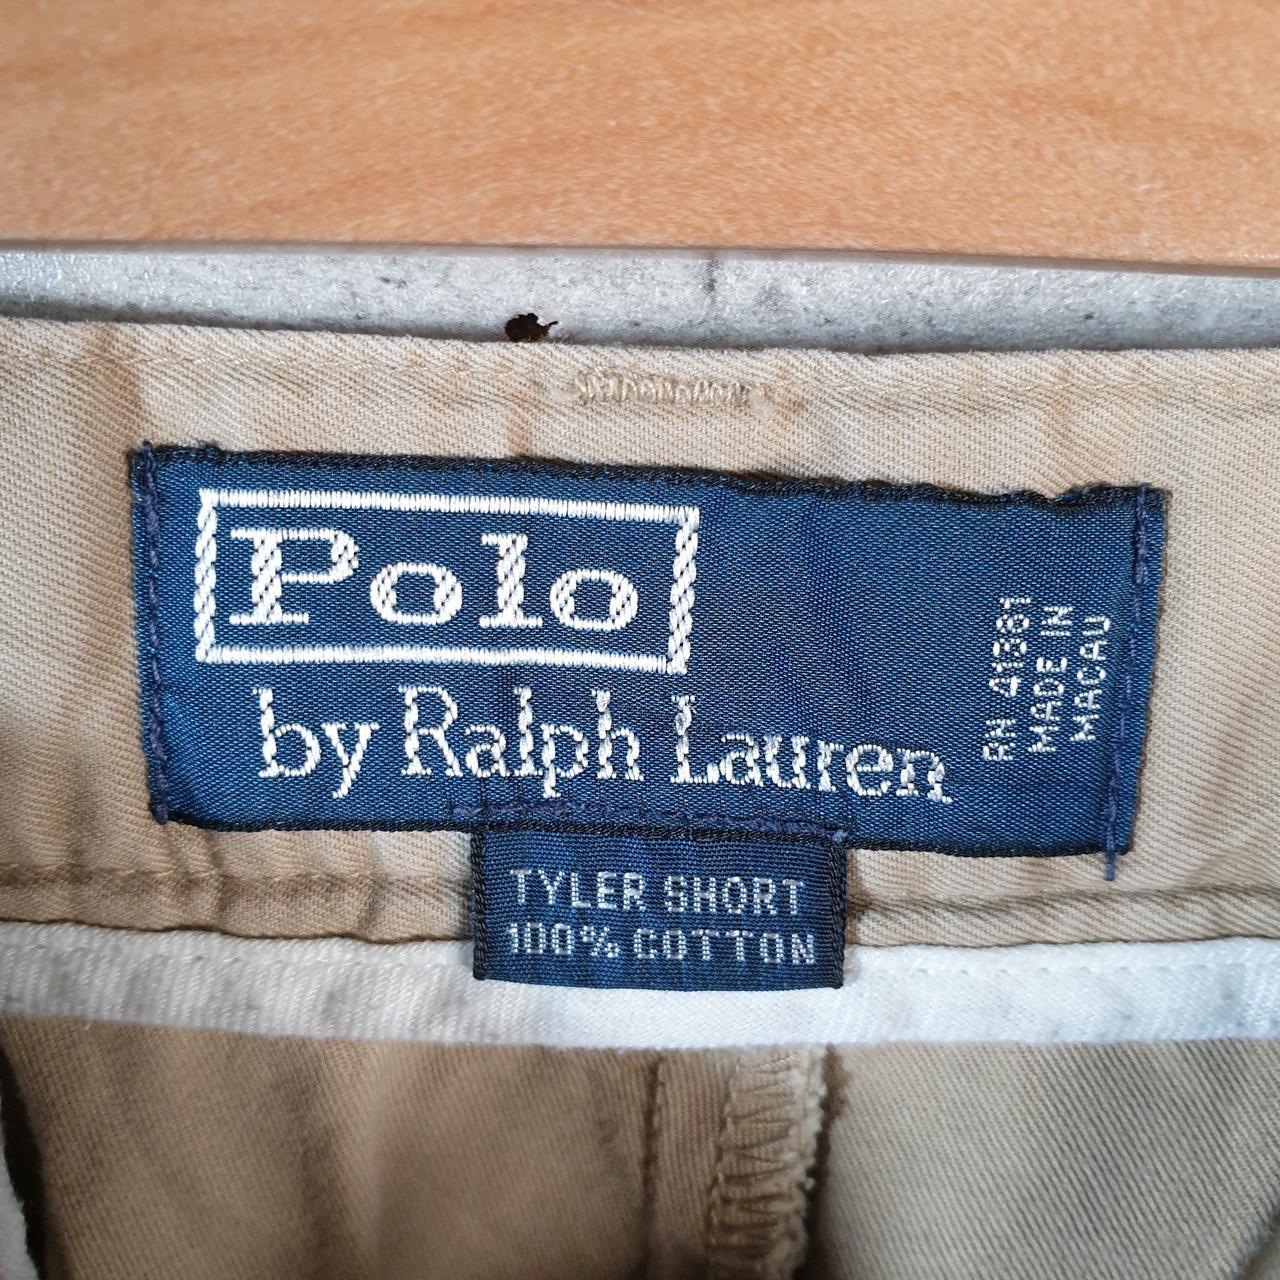 Polo
by Ralph Lauren
RN 41381
MADE IN
MACAU
TYLER SHORT
100% COTTON